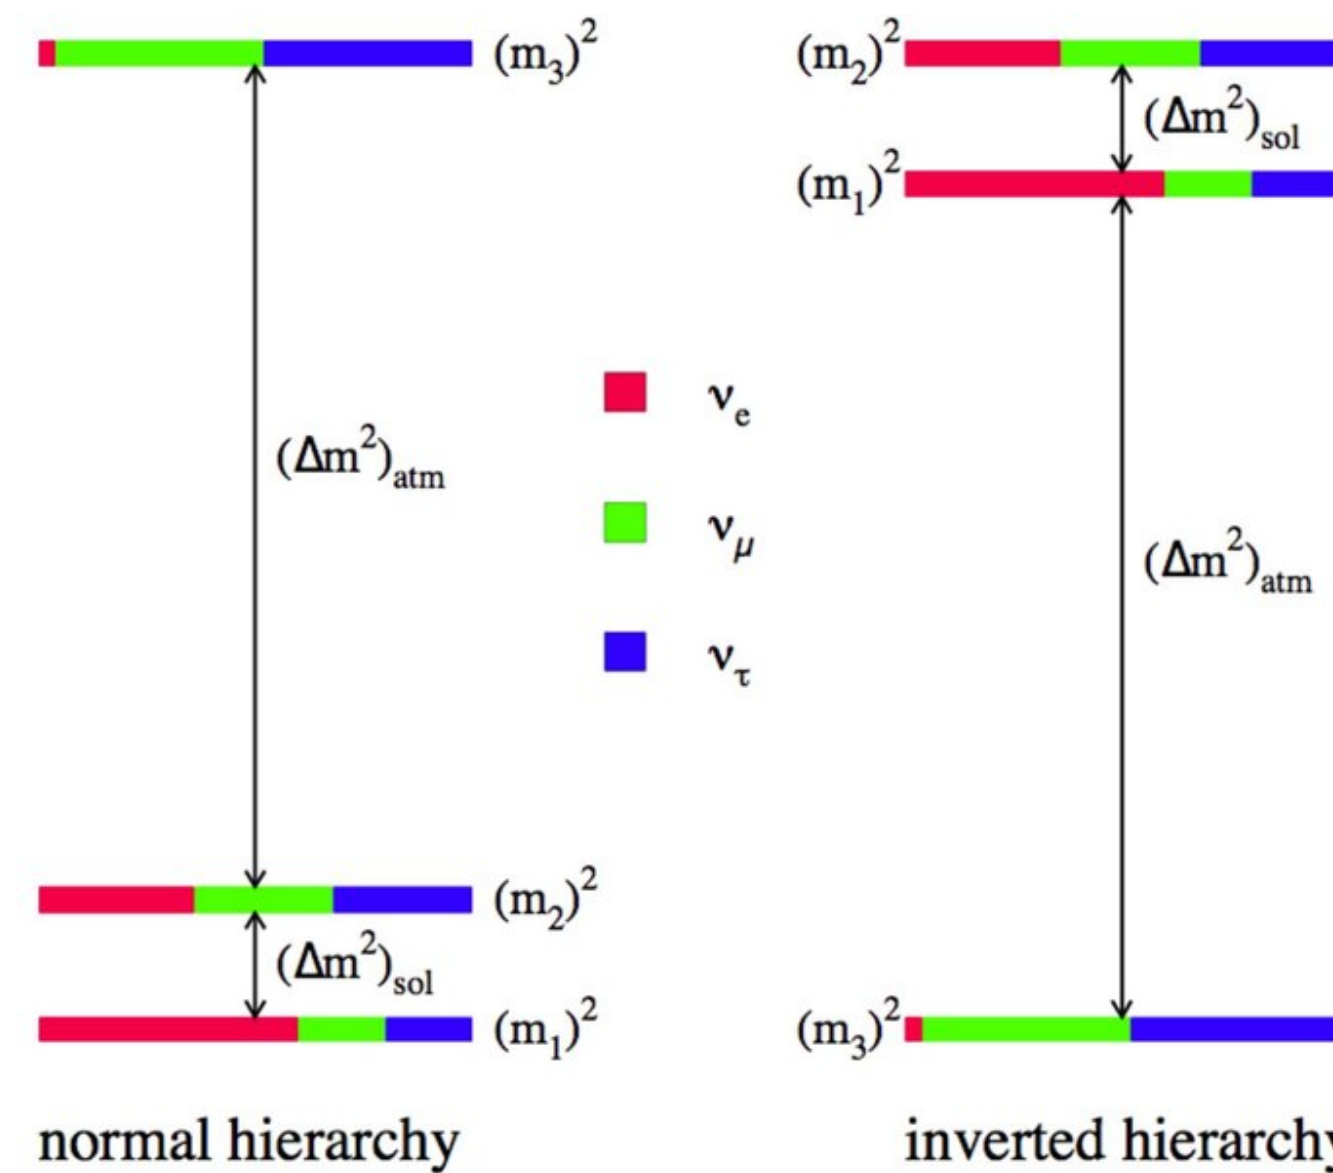 (m₃)²
(Δm²)atm
(m₂)²
(Δm²)sol
(m₁)²
normal hierarchy
νe
νμ
ντ
(m₂)²
(Δm²)sol
(m₁)²
(Δm²)atm
(m₃)²
inverted hierarchy